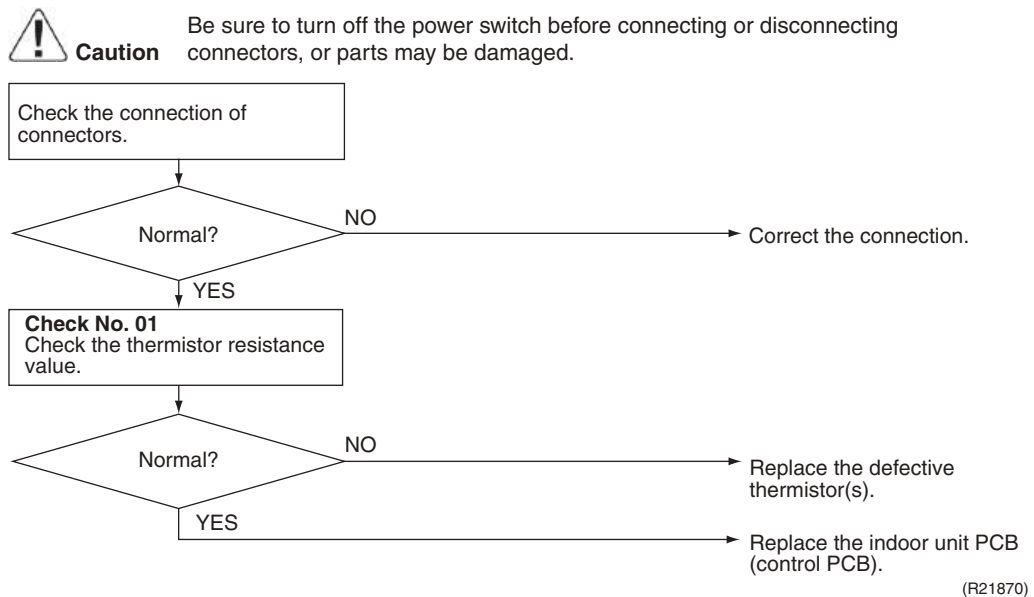 Be sure to turn off the power switch before connecting or disconnecting
Caution connectors, or parts may be damaged.
Check the connection of
connectors.
Normal?
NO
Correct the connection.
YES
Check No. 01
Check the thermistor resistance
value.
Normal?
NO
Replace the defective
thermistor(s).
YES
Replace the indoor unit PCB
(control PCB).
(R21870)